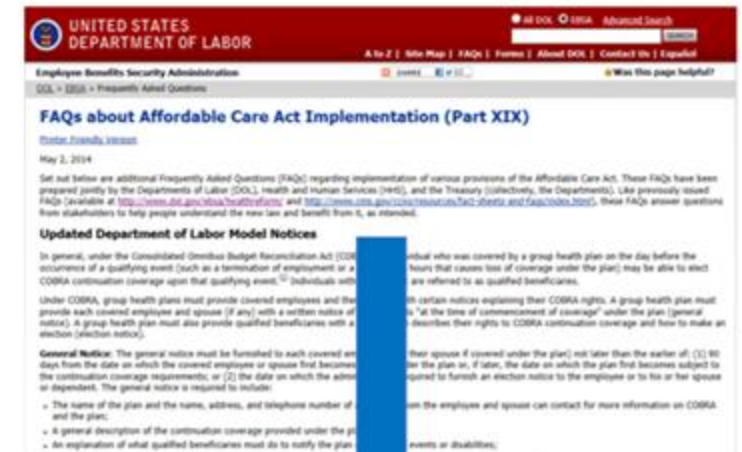 UNITED STATES
DEPARTMENT OF LABOR
All DOL EBSA Advanced Search
SEARCH
A to Z | Site Map | FAQs | Forms | About DOL | Contact Us | Español
Employee Benefits Security Administration
SHARE
Was this page helpful?
DOL > EBSA > Frequently Asked Questions
FAQs about Affordable Care Act Implementation (Part XIX)
Printer Friendly Version
May 2, 2014
Set out below are additional Frequently Asked Questions (FAQs) regarding implementation of various provisions of the Affordable Care Act. These FAQs have been
prepared jointly by the Departments of Labor (DOL), Health and Human Services (HHS), and the Treasury (collectively, the Departments). Like previously issued
FAQs (available at http://www.dol.gov/ebsa/healthreform/ and http://www.cms.gov/cciio/resources/fact-sheets-and-faqs/index.html), these FAQs answer questions
from stakeholders to help people understand the new law and benefit from it, as intended.
Updated Department of Labor Model Notices
In general, under the Consolidated Omnibus Budget Reconciliation Act who was covered by a group health plan on the day before the
occurrence of a qualifying event (such as a termination of employment or a hours that causes loss of coverage under the plan) may be able to elect
COBRA continuation coverage upon that qualifying event. Individuals are referred to as qualified beneficiaries.
Under COBRA, group health plans must provide covered employees and certain notices explaining their COBRA rights. A group health plan must
provide each covered employee and spouse (if any) with a written notice of "at the time of commencement of coverage" under the plan (general
notice). A group health plan must also provide qualified beneficiaries with a describes their rights to COBRA continuation coverage and how to make an
election (election notice).
General Notice: The general notice must be furnished to each covered their spouse if covered under the plan) not later than the earlier of: (1) 90
days from the date on which the covered employee or spouse first becomes the plan or, if later, the date on which the plan first becomes subject to
the continuation coverage requirements; or (2) the date on which the required to furnish an election notice to the employee or to his or her spouse
or dependent. The general notice is required to include:
The name of the plan and the name, address, and telephone number of the employee and spouse can contact for more information on COBRA
and the plan;
A general description of the continuation coverage provided under the
An explanation of what qualified beneficiaries must do to notify the plan events or disabilities;